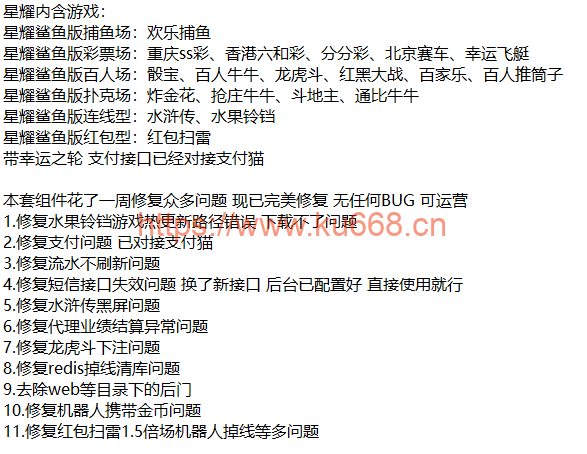 星耀内含游戏：
星耀鲨鱼版捕鱼场：欢乐捕鱼
星耀鲨鱼版彩票场：重庆ss彩、香港六和彩、分分彩、北京赛车、幸运飞艇
星耀鲨鱼版百人场：骰宝、百人牛牛、龙虎斗、红黑大战、百家乐、百人推筒子
星耀鲨鱼版扑克场：炸金花、抢庄牛牛、斗地主、通比牛牛
星耀鲨鱼版连线型：水浒传、水果铃铛
星耀鲨鱼版红包型：红包扫雷
带幸运之轮 支付接口已经对接支付猫
本套组件花了一周修复众多问题 现已完美修复 无任何BUG 可运营
1.修复水果铃铛游戏热更新路径错误 下载不了问题
https://www.ku668.cn
2.修复支付问题 已对接支付猫
3.修复流水不刷新问题
4.修复短信接口失效问题 换了新接口 后台已配置好 直接使用就行
5.修复水浒传黑屏问题
6.修复代理业绩结算异常问题
7.修复龙虎斗下注问题
8.修复redis掉线清库问题
9.去除web等目录下的后门
10.修复机器人携带金币问题
11.修复红包扫雷1.5倍场机器人掉线等多问题